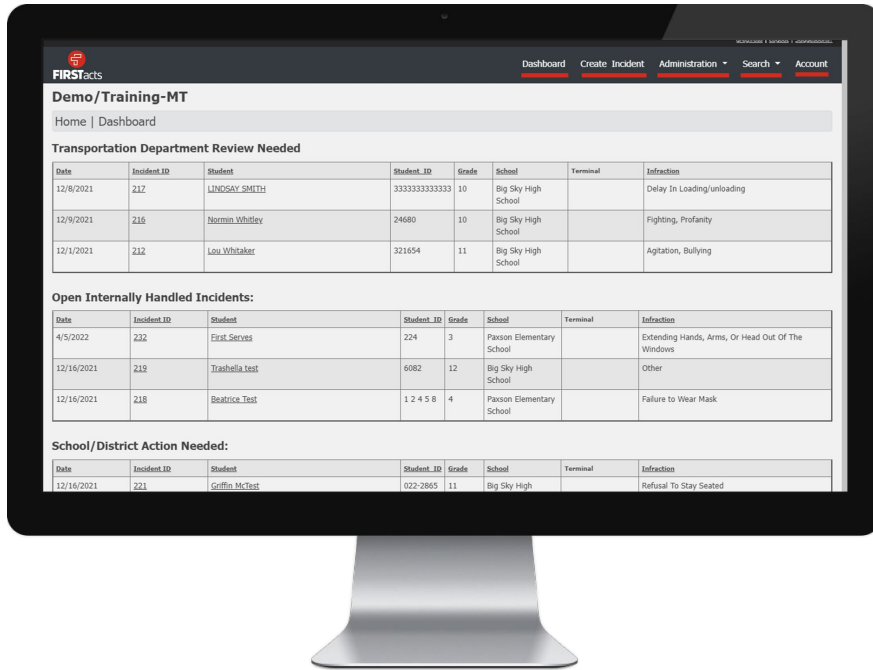 FIRSTacts
Dashboard Create Incident Administration Search Account
Demo/Training-MT
Home | Dashboard
Transportation Department Review Needed
Date Incident ID Student Student ID Grade School Terminal Infraction
12/8/2021 217 LINDSAY SMITH 3333333333333 10 Big Sky High Delay In Loading/unloading
School
12/9/2021 216 Normin Whitley 24680 10 Big Sky High Fighting, Profanity
School
12/1/2021 212 Lou Whitaker 321654 11 Big Sky High Agitation, Bullying
School
Open Internally Handled Incidents:
Date Incident ID Student Student ID Grade School Terminal Infraction
4/5/2022 232 First Serves 224 3 Paxson Elementary Extending Hands, Arms, Or Head Out Of The
School Windows
12/16/2021 219 Trashella test 6082 12 Big Sky High Other
School
12/16/2021 218 Beatrice Test 1 2 4 5 8 4 Paxson Elementary Failure to Wear Mask
School
School/District Action Needed:
Date Incident ID Student Student ID Grade School Terminal Infraction
12/16/2021 221 Griffin McTest 022-2865 11 Big Sky High Refusal To Stay Seated